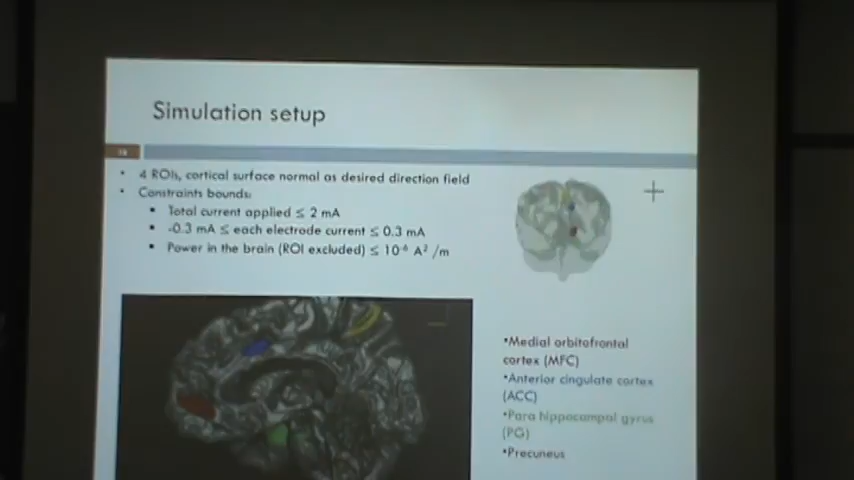 Simulation setup
4 ROIs, cortical surface normal as desired direction field
Constraints bounds:
Total current applied ≤ 2 mA
-0.3 mA ≤ each electrode current ≤ 0.3 mA
Power in the brain (ROI excluded) ≤ 10⁻⁶ A² /m
•Medial orbitofrontal
cortex (MFC)
•Anterior cingulate cortex
(ACC)
•Para hippocampal gyrus
(PG)
•Precuneus